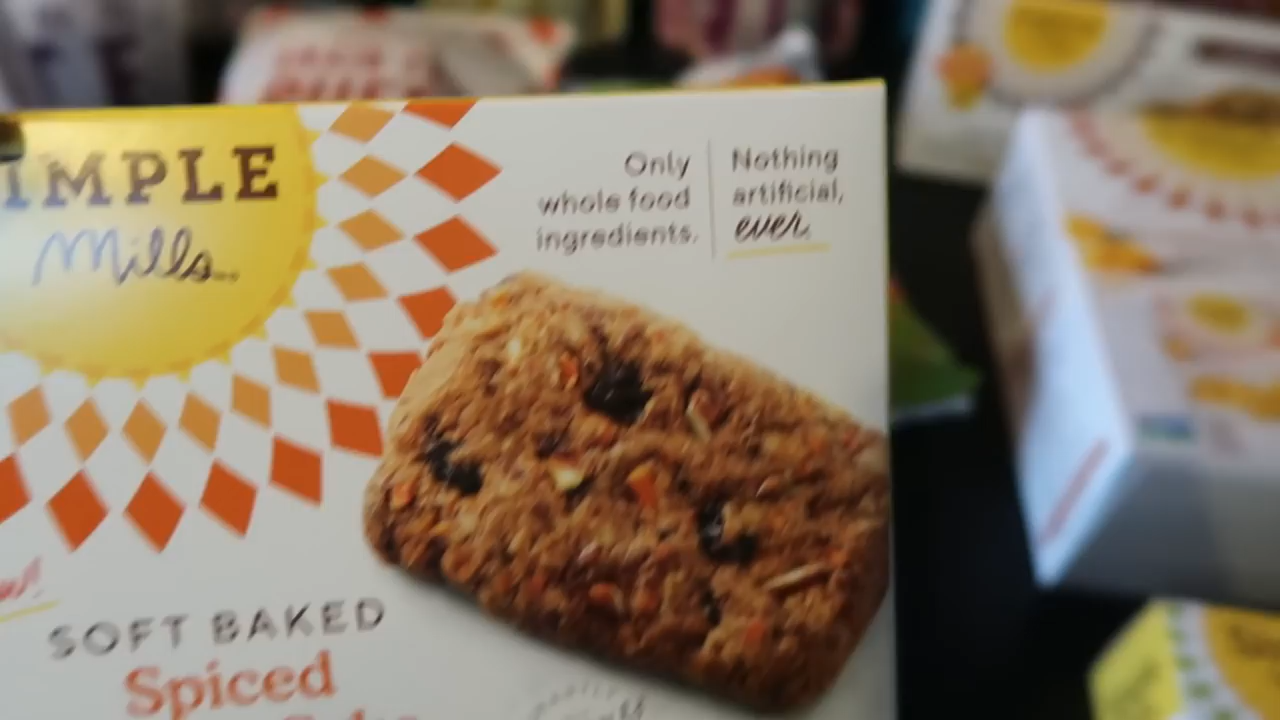 IMPLE
Mills
Only
whole food
ingredients.
Nothing
artificial,
ever.
SOFT BAKED
Spiced